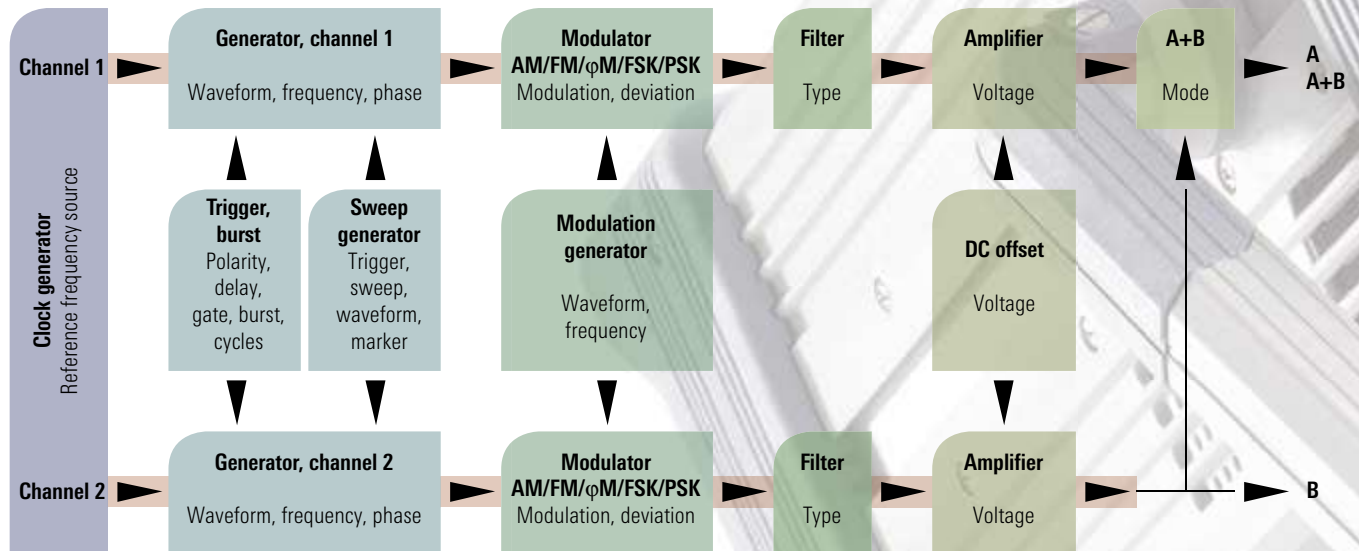 Clock generator
Reference frequency source
Channel 1
Generator, channel 1
Waveform, frequency, phase
Modulator
AM/FM/φM/FSK/PSK
Modulation, deviation
Filter
Type
Amplifier
Voltage
A+B
Mode
A
A+B
Trigger,
burst
Polarity,
delay,
gate, burst,
cycles
Sweep
generator
Trigger,
sweep,
waveform,
marker
Modulation
generator
Waveform,
frequency
DC offset
Voltage
Channel 2
Generator, channel 2
Waveform, frequency, phase
Modulator
AM/FM/φM/FSK/PSK
Modulation, deviation
Filter
Type
Amplifier
Voltage
B